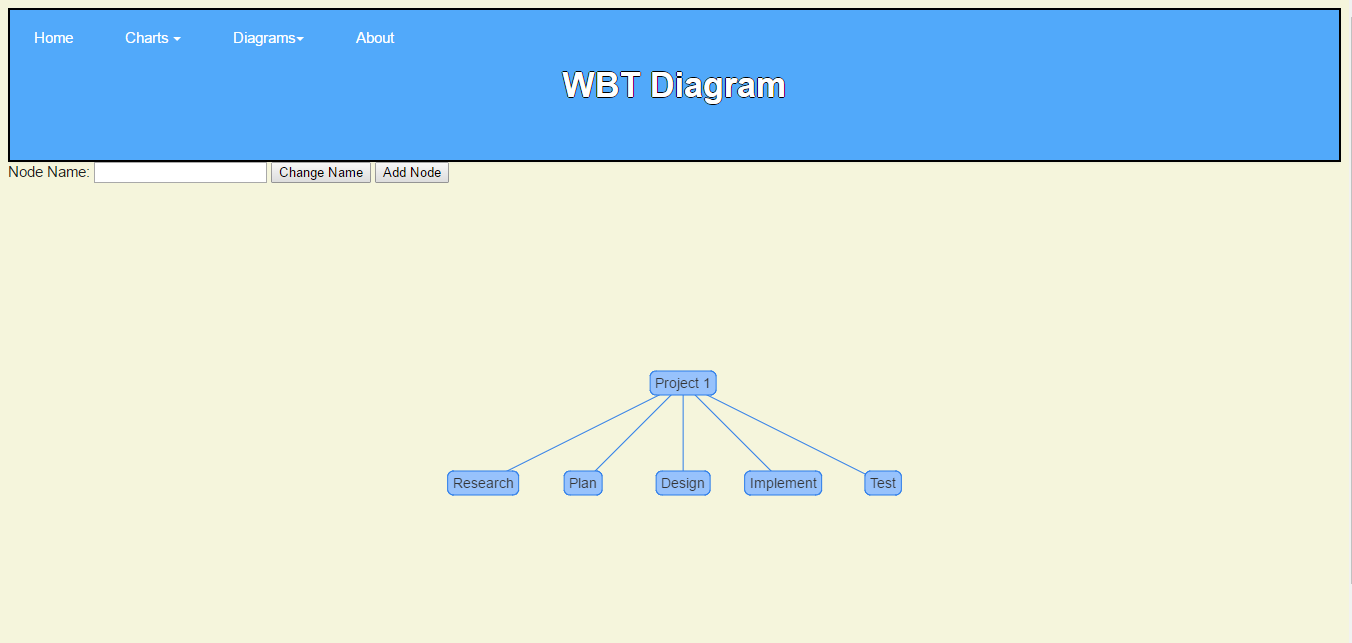 Home Charts Diagrams About
WBT Diagram
Node Name: Change Name Add Node
Project 1
Research Plan Design Implement Test